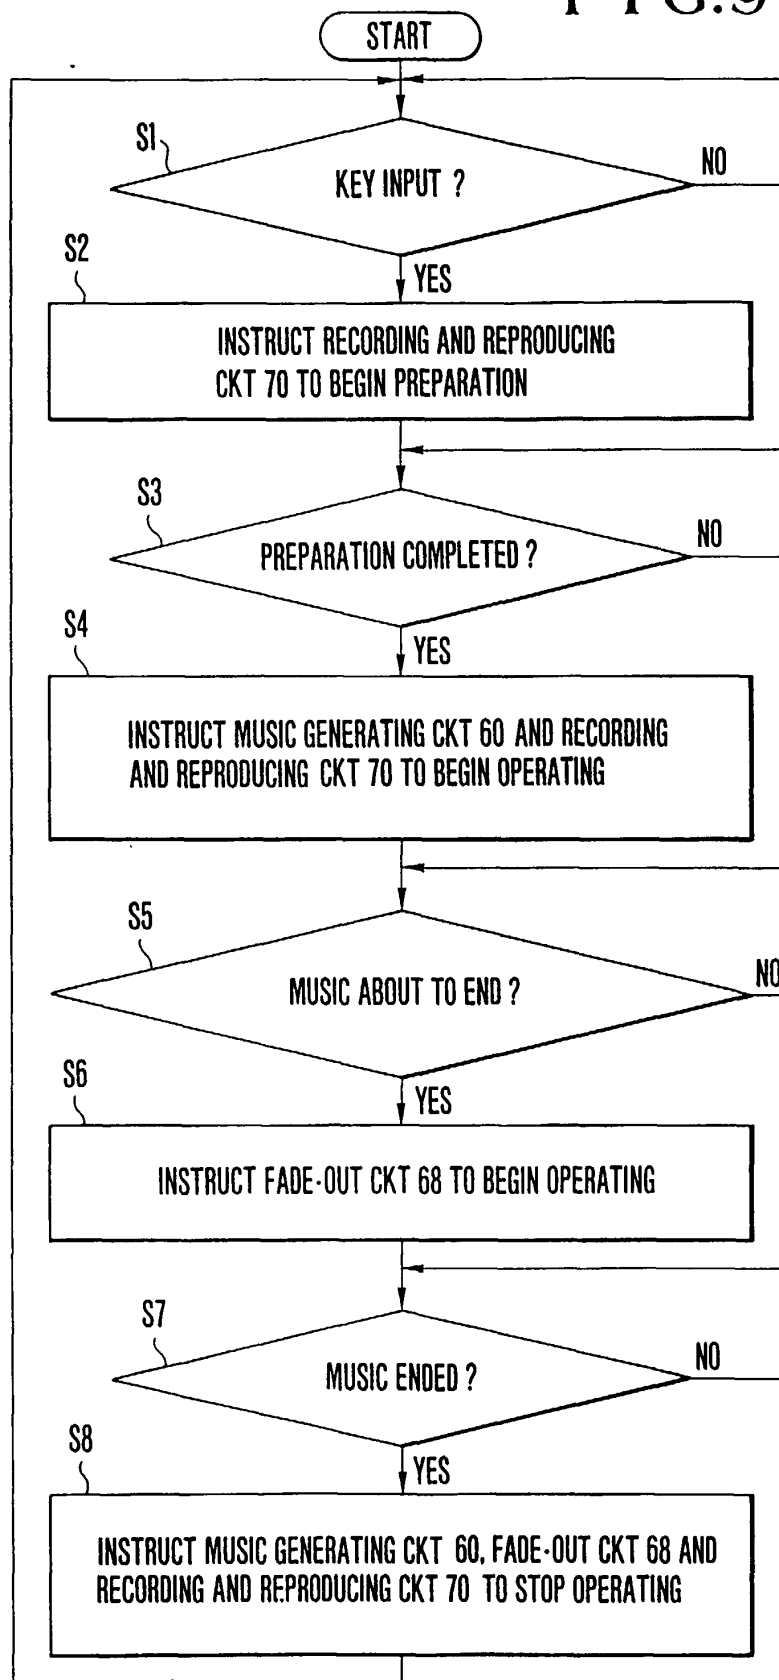 FIG.9
START
S1
KEY INPUT ?
NO
YES
S2
INSTRUCT RECORDING AND REPRODUCING
CKT 70 TO BEGIN PREPARATION
S3
PREPARATION COMPLETED ?
NO
YES
S4
INSTRUCT MUSIC GENERATING CKT 60 AND RECORDING
AND REPRODUCING CKT 70 TO BEGIN OPERATING
S5
MUSIC ABOUT TO END ?
NO
YES
S6
INSTRUCT FADE-OUT CKT 68 TO BEGIN OPERATING
S7
MUSIC ENDED ?
NO
YES
S8
INSTRUCT MUSIC GENERATING CKT 60, FADE-OUT CKT 68 AND
RECORDING AND REPRODUCING CKT 70 TO STOP OPERATING